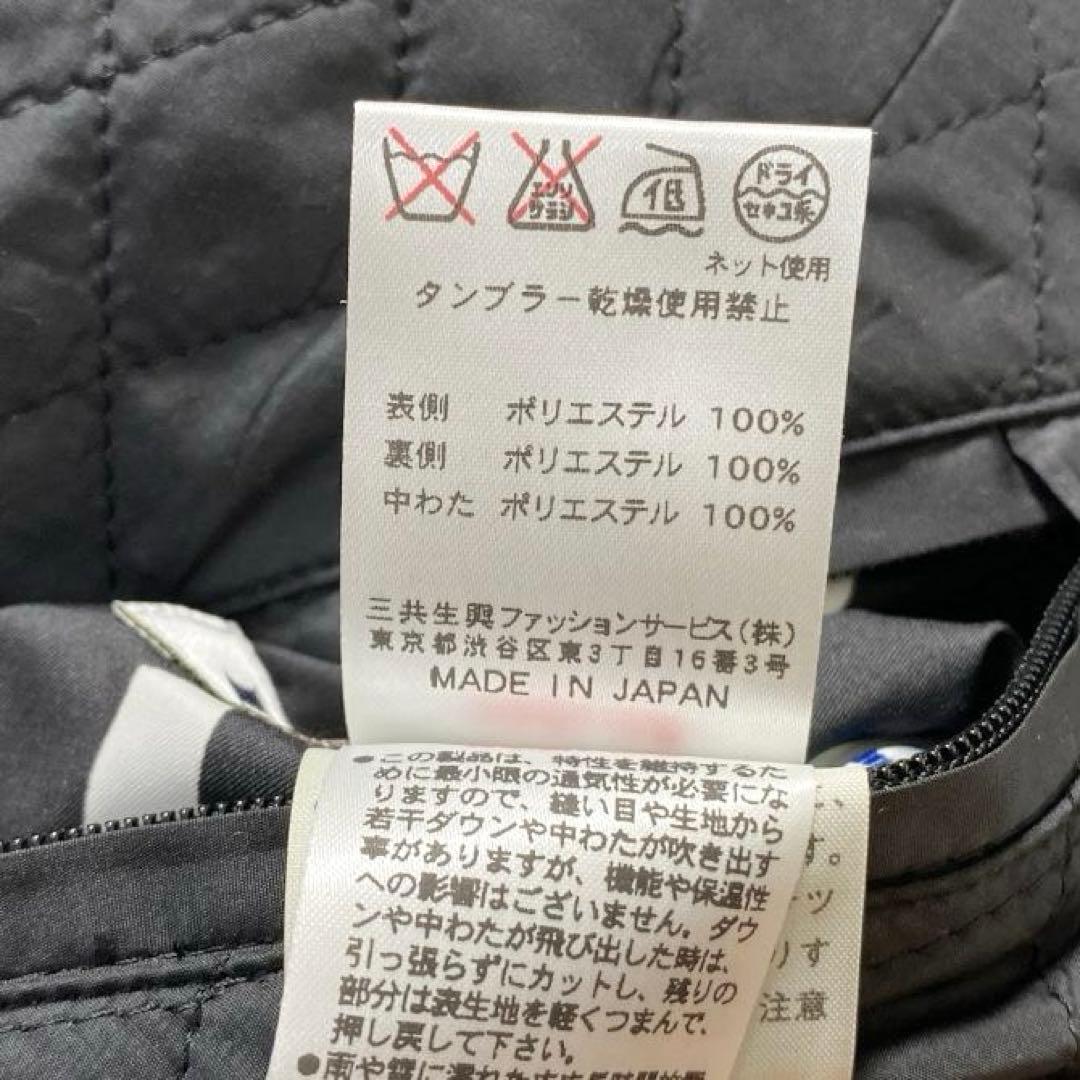 エンソ
サラシ
低
ドライ
セキユ系
ネット使用
タンブラー乾燥使用禁止
表側 ポリエステル 100%
裏側 ポリエステル 100%
中わた ポリエステル 100%
三共生興ファッションサービス(株)
東京都渋谷区東3丁目16番3号
MADE IN JAPAN
●この製品は、特性を維持するた
めに最小限の通気性が必要にな
りますので、縫い目や生地から
若干ダウンや中わたが吹き出す
事がありますが、機能や保温性
への影響はございません。ダウ
ンや中わたが飛び出した時は、
引っ張らずにカットし、残りの
部分は表生地を軽くつまんで、
押し戻して下さい。
す。
ーツ
りす
注意